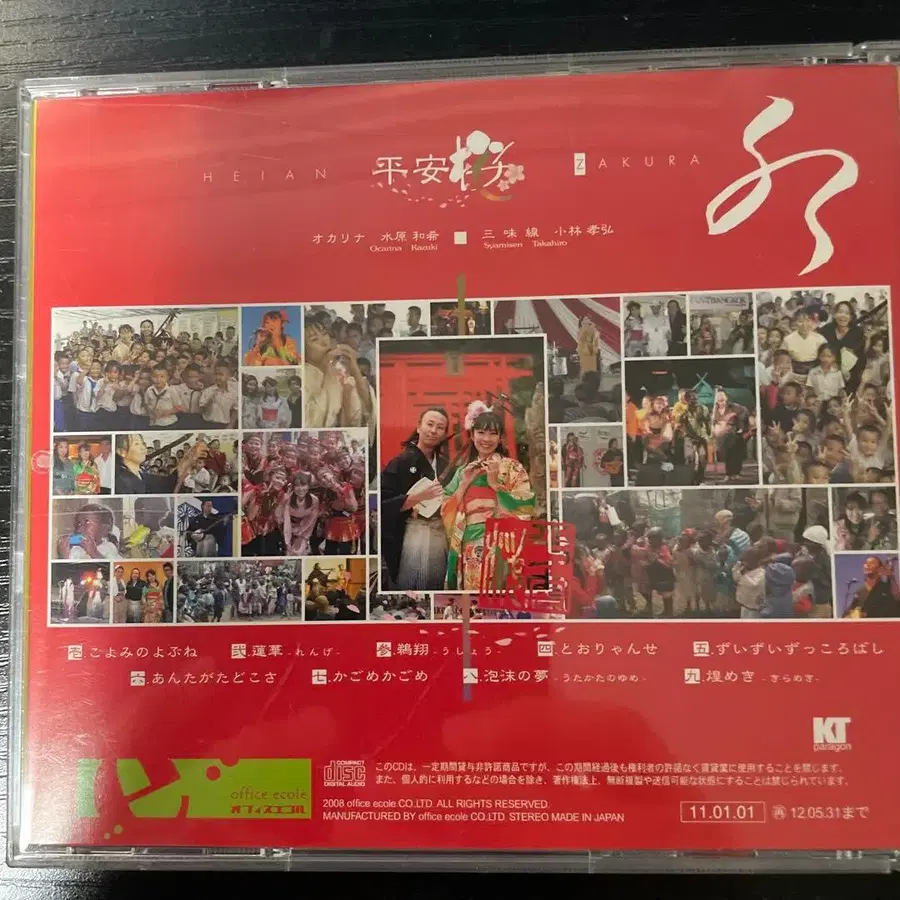 HEIAN 平安桜 ZAKURA
オカリナ 水原 和希 三味線 小林 孝弘
Ocarina Kazuki Syamisen Takahiro
壱.こよみのよぶね 弐.蓮華-れんげ- 参.鵜翔-うしょう- 四.とおりゃんせ 五.ずいずいずっころばし
六.あんたがたどこさ 七.かごめかごめ 八.泡沫の夢-うたかたのゆめ- 九.煌めき-きらめき-
KT
paragon
office ecole
オフィスエコル
COMPACT
disc
DIGITAL AUDIO
このCDは、一定期間貸与非許諾商品ですが、この期間経過後も権利者の許諾なく賃貸業に使用することを禁じます。
また、個人的に利用するなどの場合を除き、著作権法上、無断複製や送信可能な状態にすることは禁じられています。
2008 office ecole CO.LTD. ALL RIGHTS RESERVED.
MANUFACTURED BY office ecole CO.LTD. STEREO MADE IN JAPAN
11.01.01 再 12.05.31まで